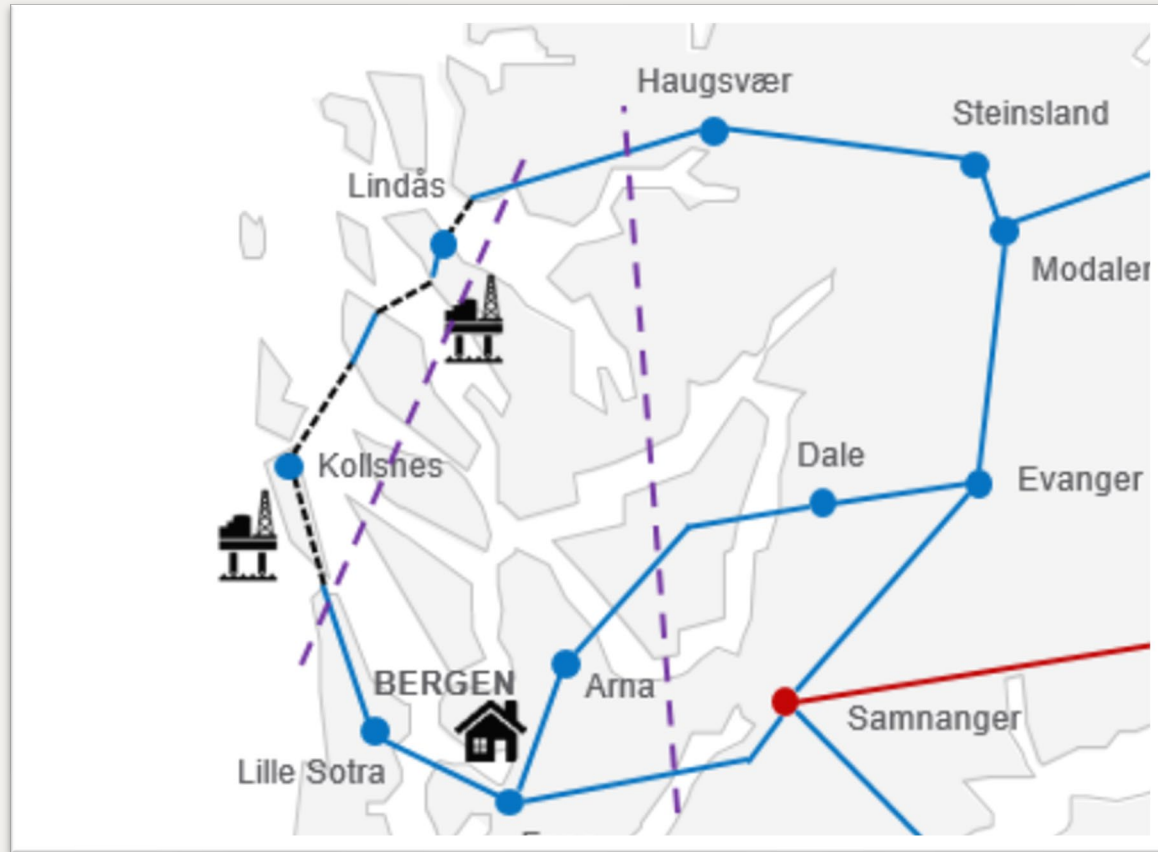 Haugsvær
Steinsland
Lindås
Modalen
Kollsnes
Dale
Evanger
BERGEN
Arna
Samnanger
Lille Sotra